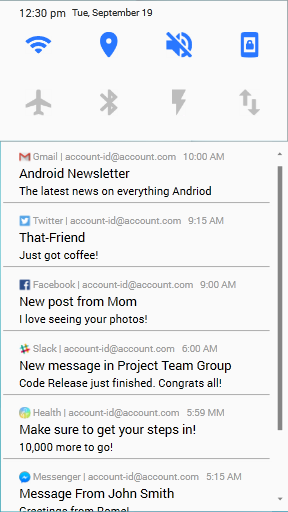 12:30 pm Tue, September 19
Gmail | account-id@account.com 10:00 AM
Android Newsletter
The latest news on everything Andriod
Twitter | account-id@account.com 9:15 AM
That-Friend
Just got coffee!
Facebook | account-id@account.com 9:00 AM
New post from Mom
I love seeing your photos!
Slack | account-id@account.com 6:00 AM
New message in Project Team Group
Code Release just finished. Congrats all!
Health | account-id@account.com 5:59 MM
Make sure to get your steps in!
10,000 more to go!
Messenger | account-id@account.com 5:15 AM
Message From John Smith
Greetings from Rome!